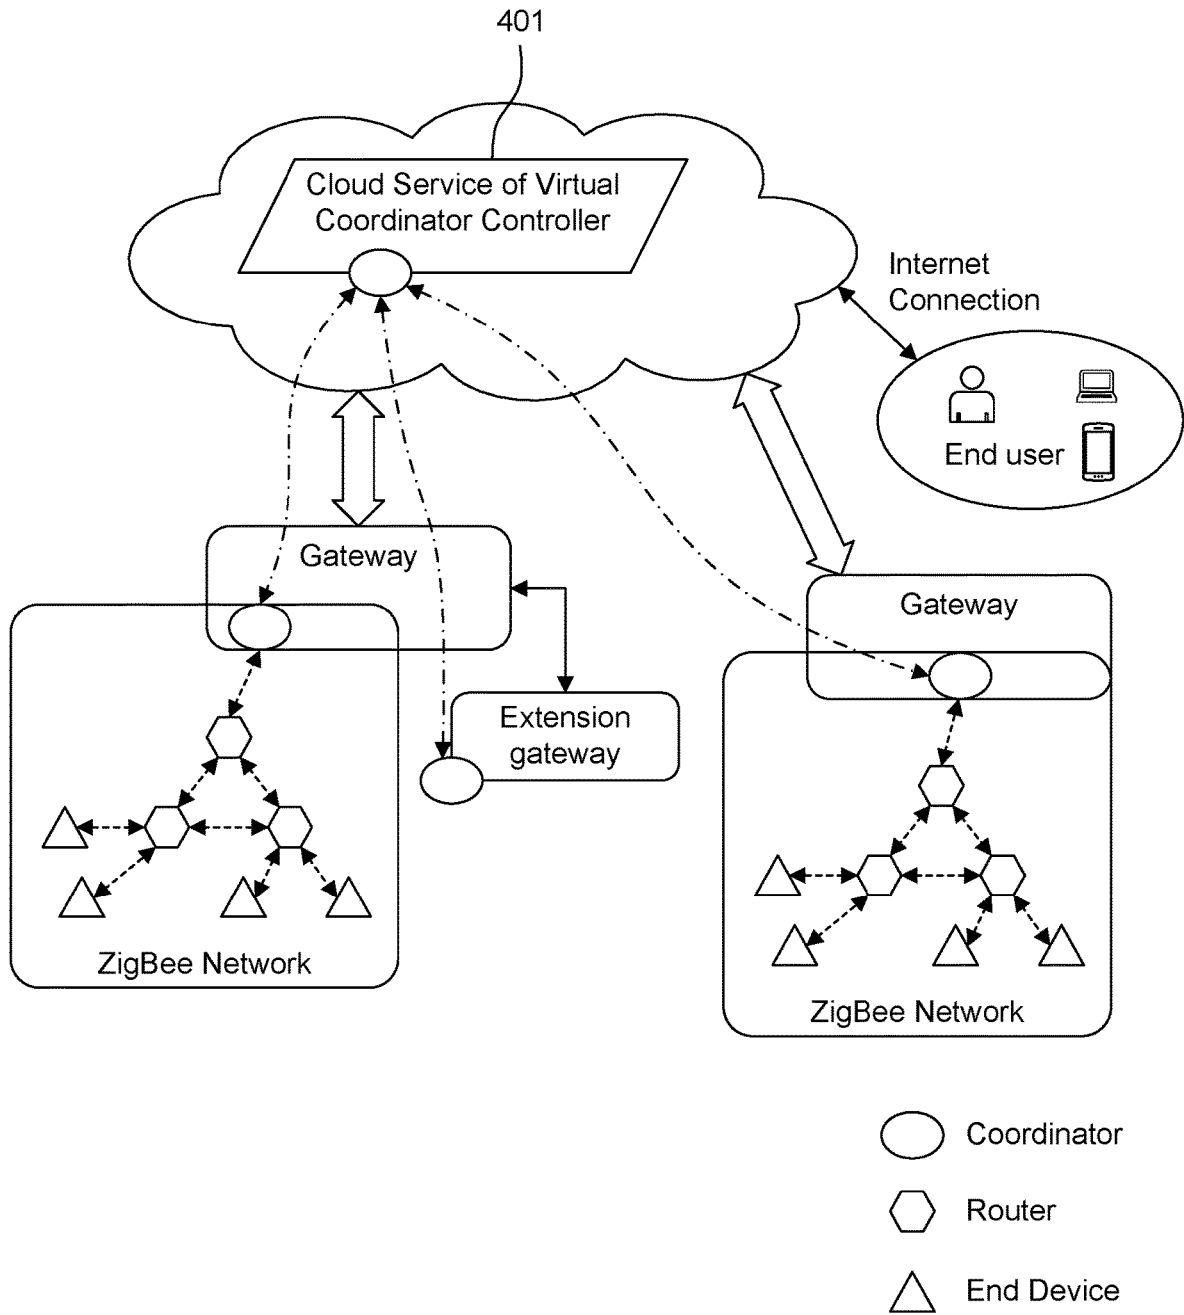 401
Cloud Service of Virtual
Coordinator Controller
Internet
Connection
End user
Gateway
Gateway
Extension
gateway
ZigBee Network
ZigBee Network
Coordinator
Router
End Device